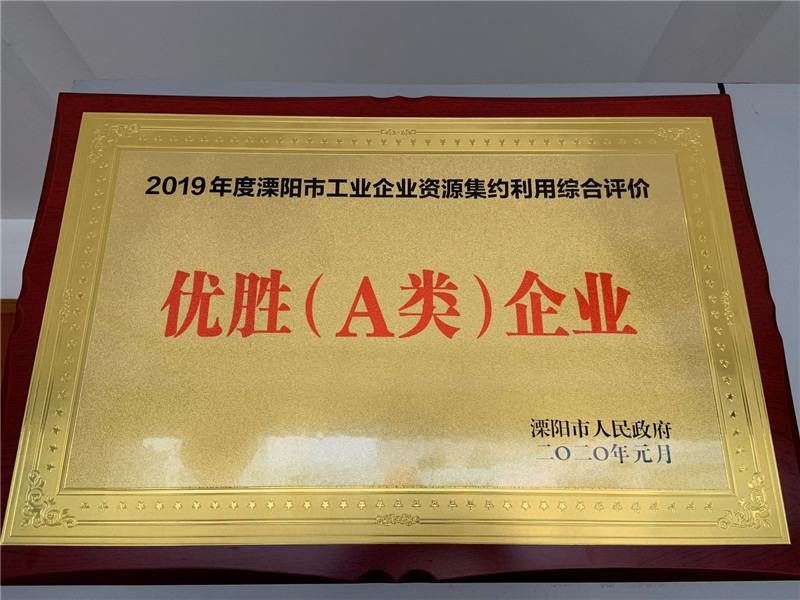 2019年度溧阳市工业企业资源集约利用综合评价
优胜（A类）企业
溧阳市人民政府
二〇二〇年元月